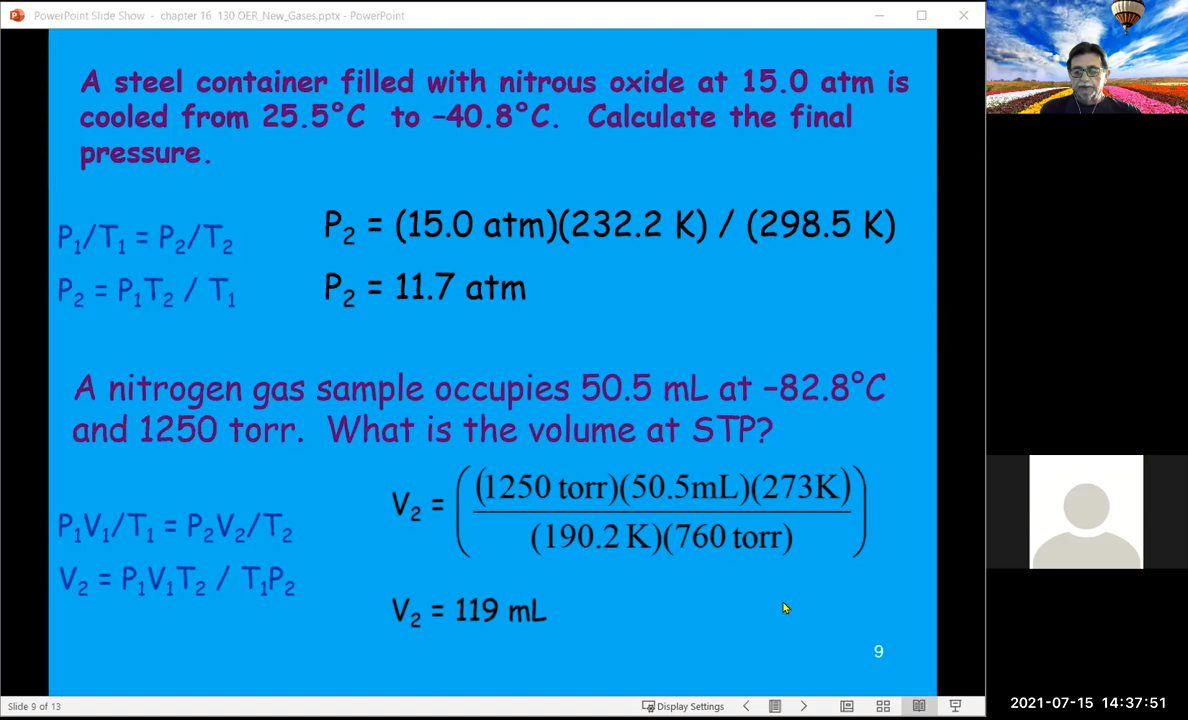 PowerPoint Slide Show - chapter 16 130 OER_New_Gases.pptx - PowerPoint
A steel container filled with nitrous oxide at 15.0 atm is
cooled from 25.5°C to –40.8°C. Calculate the final
pressure.
P₁/T₁ = P₂/T₂
P₂ = P₁T₂ / T₁
P₂ = (15.0 atm)(232.2 K) / (298.5 K)
P₂ = 11.7 atm
A nitrogen gas sample occupies 50.5 mL at –82.8°C
and 1250 torr. What is the volume at STP?
P₁V₁/T₁ = P₂V₂/T₂
V₂ = P₁V₁T₂ / T₁P₂
V₂ = ((1250 torr)(50.5mL)(273K) / (190.2 K)(760 torr))
V₂ = 119 mL
9
Slide 9 of 13
Display Settings
2021-07-15 14:37:51